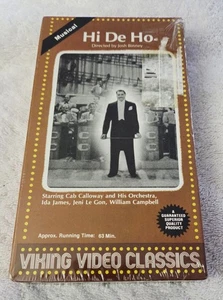 Musical
Hi De Ho
Directed by Josh Binney
Starring Cab Calloway and His Orchestra,
Ida James, Jeni Le Gon, William Campbell
A
GUARANTEED
SUPERIOR
QUALITY
PRODUCT
Approx. Running Time: 63 Min.
VIKING VIDEO CLASSICS